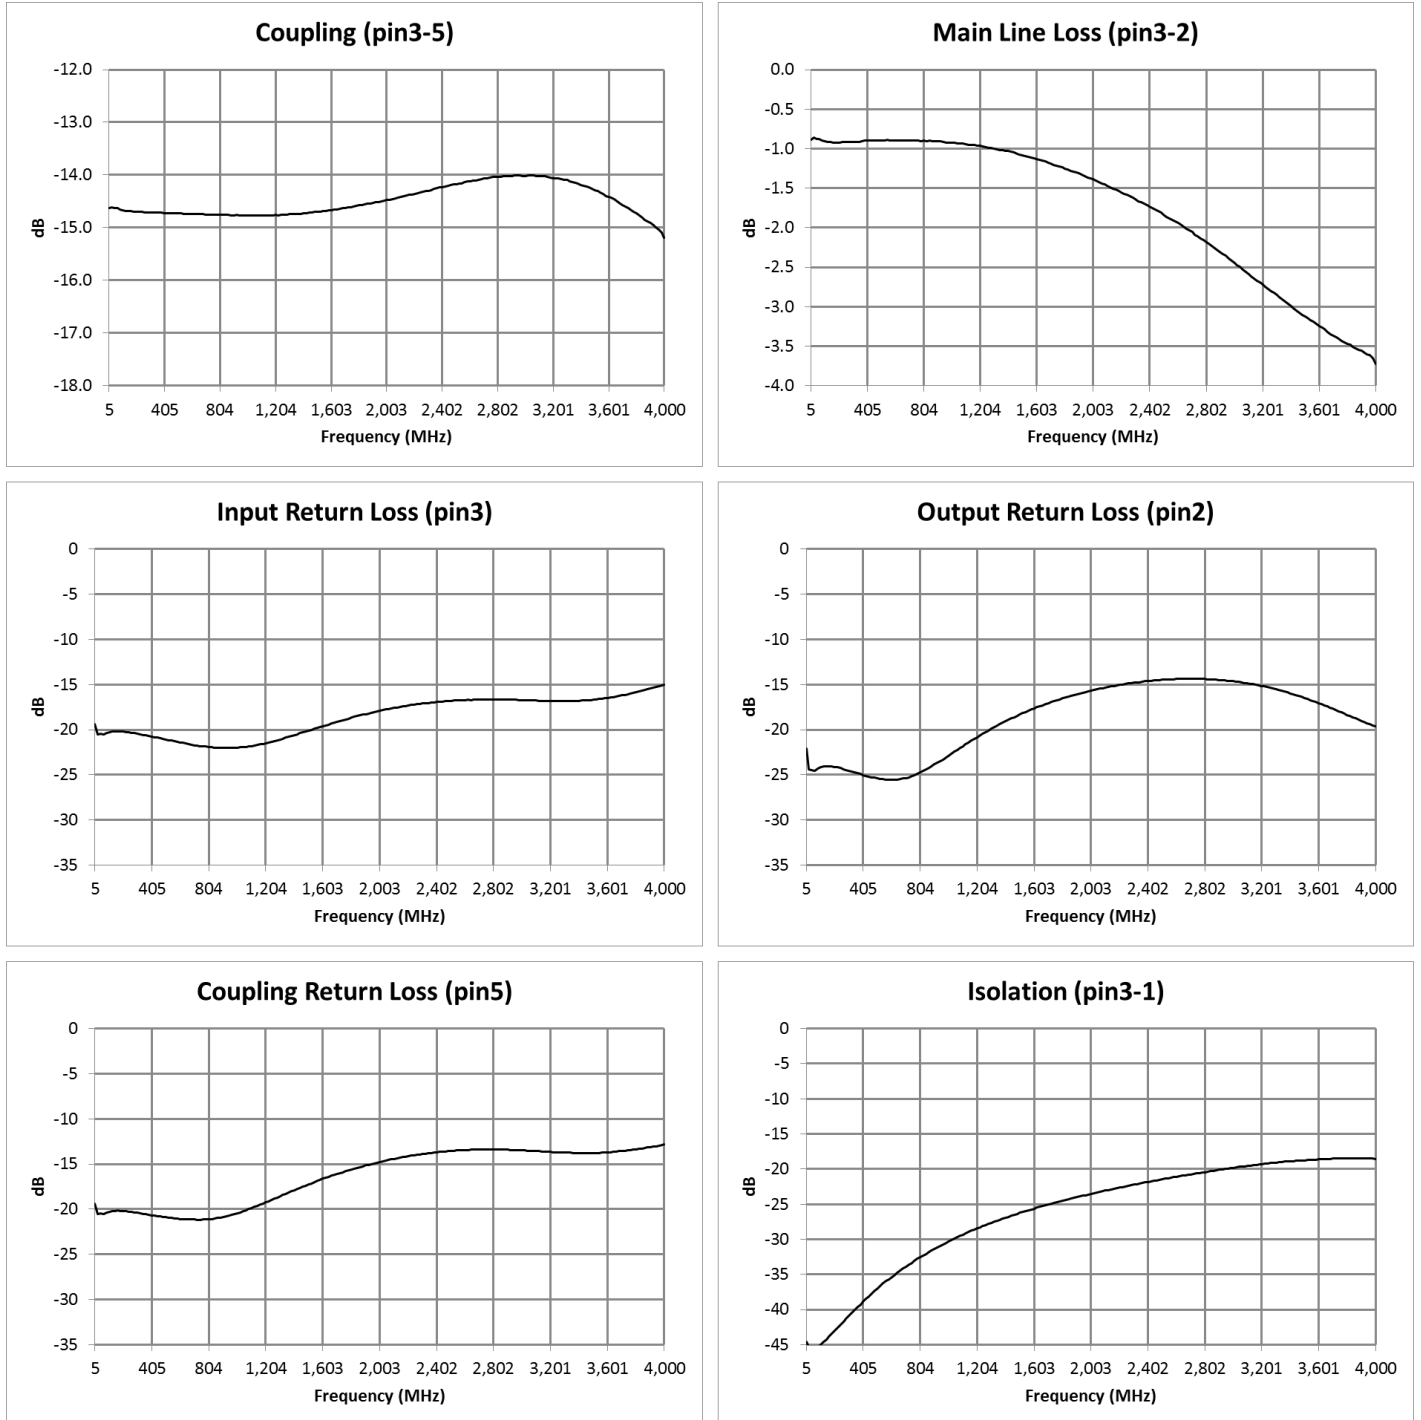 Coupling (pin3-5)
-12.0
-13.0
-14.0
-15.0
-16.0
-17.0
-18.0
dB
5 405 804 1,204 1,603 2,003 2,402 2,802 3,201 3,601 4,000
Frequency (MHz)
Main Line Loss (pin3-2)
0.0
-0.5
-1.0
-1.5
-2.0
-2.5
-3.0
-3.5
-4.0
dB
5 405 804 1,204 1,603 2,003 2,402 2,802 3,201 3,601 4,000
Frequency (MHz)
Input Return Loss (pin3)
0
-5
-10
-15
-20
-25
-30
-35
dB
5 405 804 1,204 1,603 2,003 2,402 2,802 3,201 3,601 4,000
Frequency (MHz)
Output Return Loss (pin2)
0
-5
-10
-15
-20
-25
-30
-35
dB
5 405 804 1,204 1,603 2,003 2,402 2,802 3,201 3,601 4,000
Frequency (MHz)
Coupling Return Loss (pin5)
0
-5
-10
-15
-20
-25
-30
-35
dB
5 405 804 1,204 1,603 2,003 2,402 2,802 3,201 3,601 4,000
Frequency (MHz)
Isolation (pin3-1)
0
-5
-10
-15
-20
-25
-30
-35
-40
-45
dB
5 405 804 1,204 1,603 2,003 2,402 2,802 3,201 3,601 4,000
Frequency (MHz)